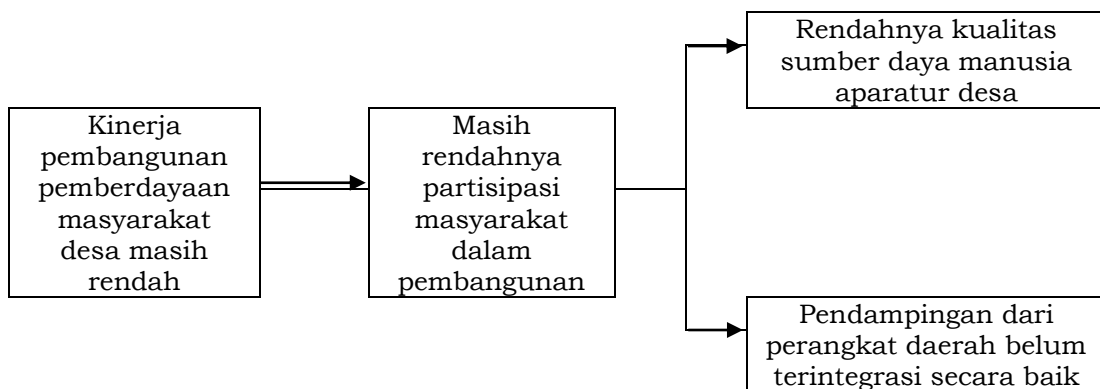 Kinerja
pembangunan
pemberdayaan
masyarakat
desa masih
rendah
Masih
rendahnya
partisipasi
masyarakat
dalam
pembangunan
Rendahnya kualitas
sumber daya manusia
aparatur desa
Pendampingan dari
perangkat daerah belum
terintegrasi secara baik